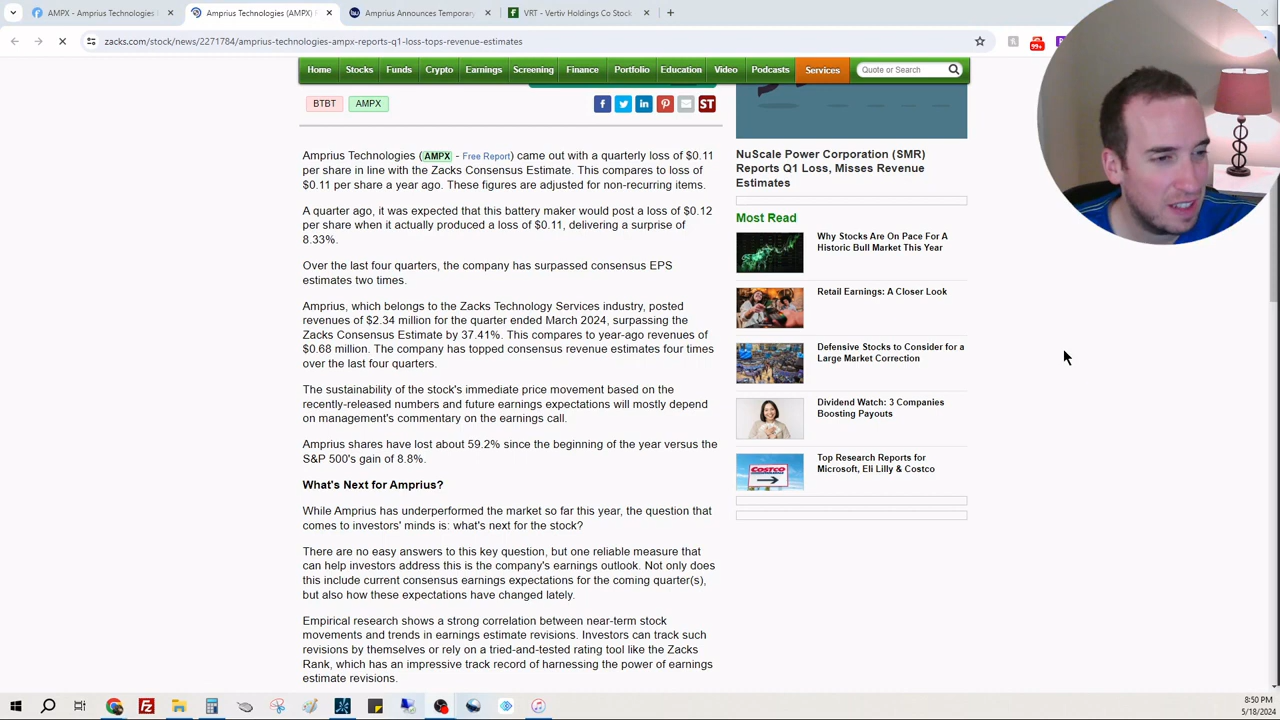 AMPX - Amprius Technologies
Amprius Technologies (AMPX)
Amprius Announces Temporary
VRT - Vertiv Holdings Co Stock
zacks.com/stock/news/2271784/amprius-technologies-ampx-reports-q1-loss-tops-revenue-estimates
99+
Home Stocks Funds Crypto Earnings Screening Finance Portfolio Education Video Podcasts Services Quote or Search
BTBT AMPX
ST
Amprius Technologies (AMPX - Free Report) came out with a quarterly loss of $0.11
per share in line with the Zacks Consensus Estimate. This compares to loss of
$0.11 per share a year ago. These figures are adjusted for non-recurring items.
A quarter ago, it was expected that this battery maker would post a loss of $0.12
per share when it actually produced a loss of $0.11, delivering a surprise of
8.33%.
Over the last four quarters, the company has surpassed consensus EPS
estimates two times.
Amprius, which belongs to the Zacks Technology Services industry, posted
revenues of $2.34 million for the quarter ended March 2024, surpassing the
Zacks Consensus Estimate by 37.41%. This compares to year-ago revenues of
$0.68 million. The company has topped consensus revenue estimates four times
over the last four quarters.
The sustainability of the stock's immediate price movement based on the
recently-released numbers and future earnings expectations will mostly depend
on management's commentary on the earnings call.
Amprius shares have lost about 59.2% since the beginning of the year versus the
S&P 500's gain of 8.8%.
What's Next for Amprius?
While Amprius has underperformed the market so far this year, the question that
comes to investors' minds is: what's next for the stock?
There are no easy answers to this key question, but one reliable measure that
can help investors address this is the company's earnings outlook. Not only does
this include current consensus earnings expectations for the coming quarter(s),
but also how these expectations have changed lately.
Empirical research shows a strong correlation between near-term stock
movements and trends in earnings estimate revisions. Investors can track such
revisions by themselves or rely on a tried-and-tested rating tool like the Zacks
Rank, which has an impressive track record of harnessing the power of earnings
estimate revisions.
NuScale Power Corporation (SMR)
Reports Q1 Loss, Misses Revenue
Estimates
Most Read
Why Stocks Are On Pace For A
Historic Bull Market This Year
Retail Earnings: A Closer Look
Defensive Stocks to Consider for a
Large Market Correction
Dividend Watch: 3 Companies
Boosting Payouts
COSTCO
Top Research Reports for
Microsoft, Eli Lilly & Costco
8:50 PM
5/18/2024